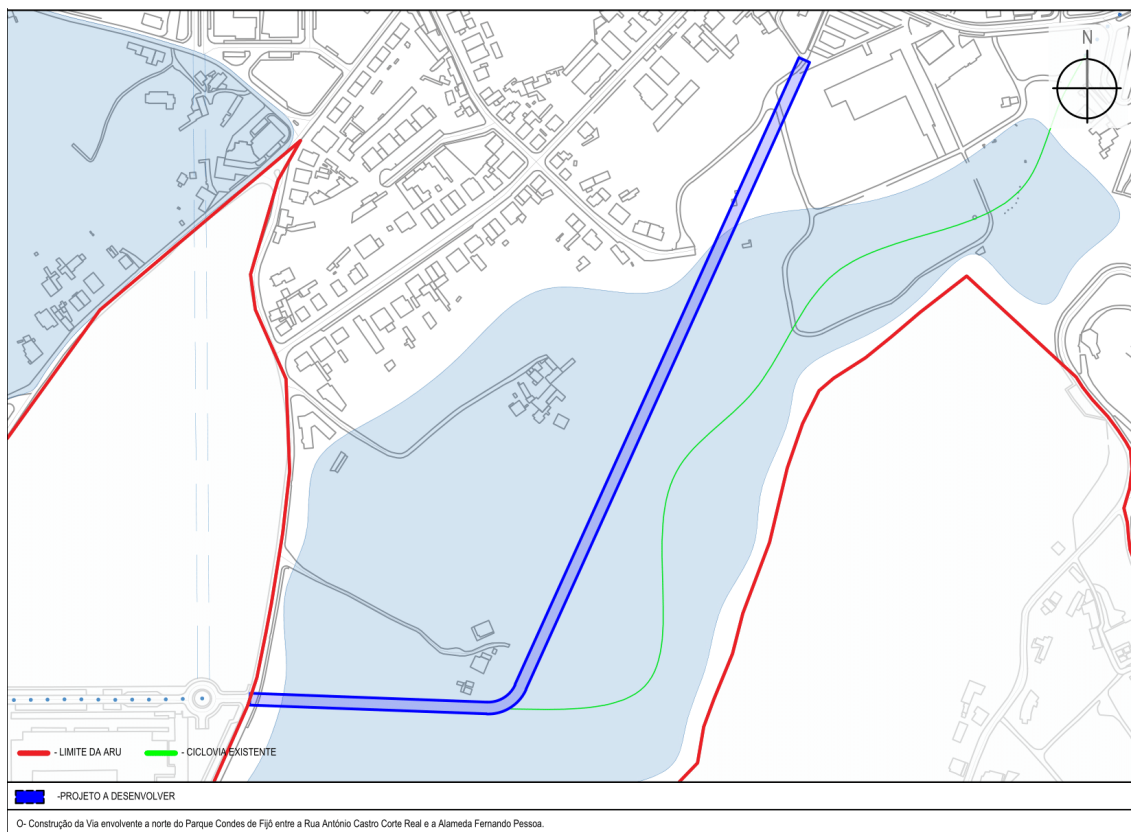 N
- LIMITE DA ARU
- CICLOVIA EXISTENTE
-PROJETO A DESENVOLVER
O- Construção da Via envolvente a norte do Parque Condes de Fijô entre a Rua António Castro Corte Real e a Alameda Fernando Pessoa.